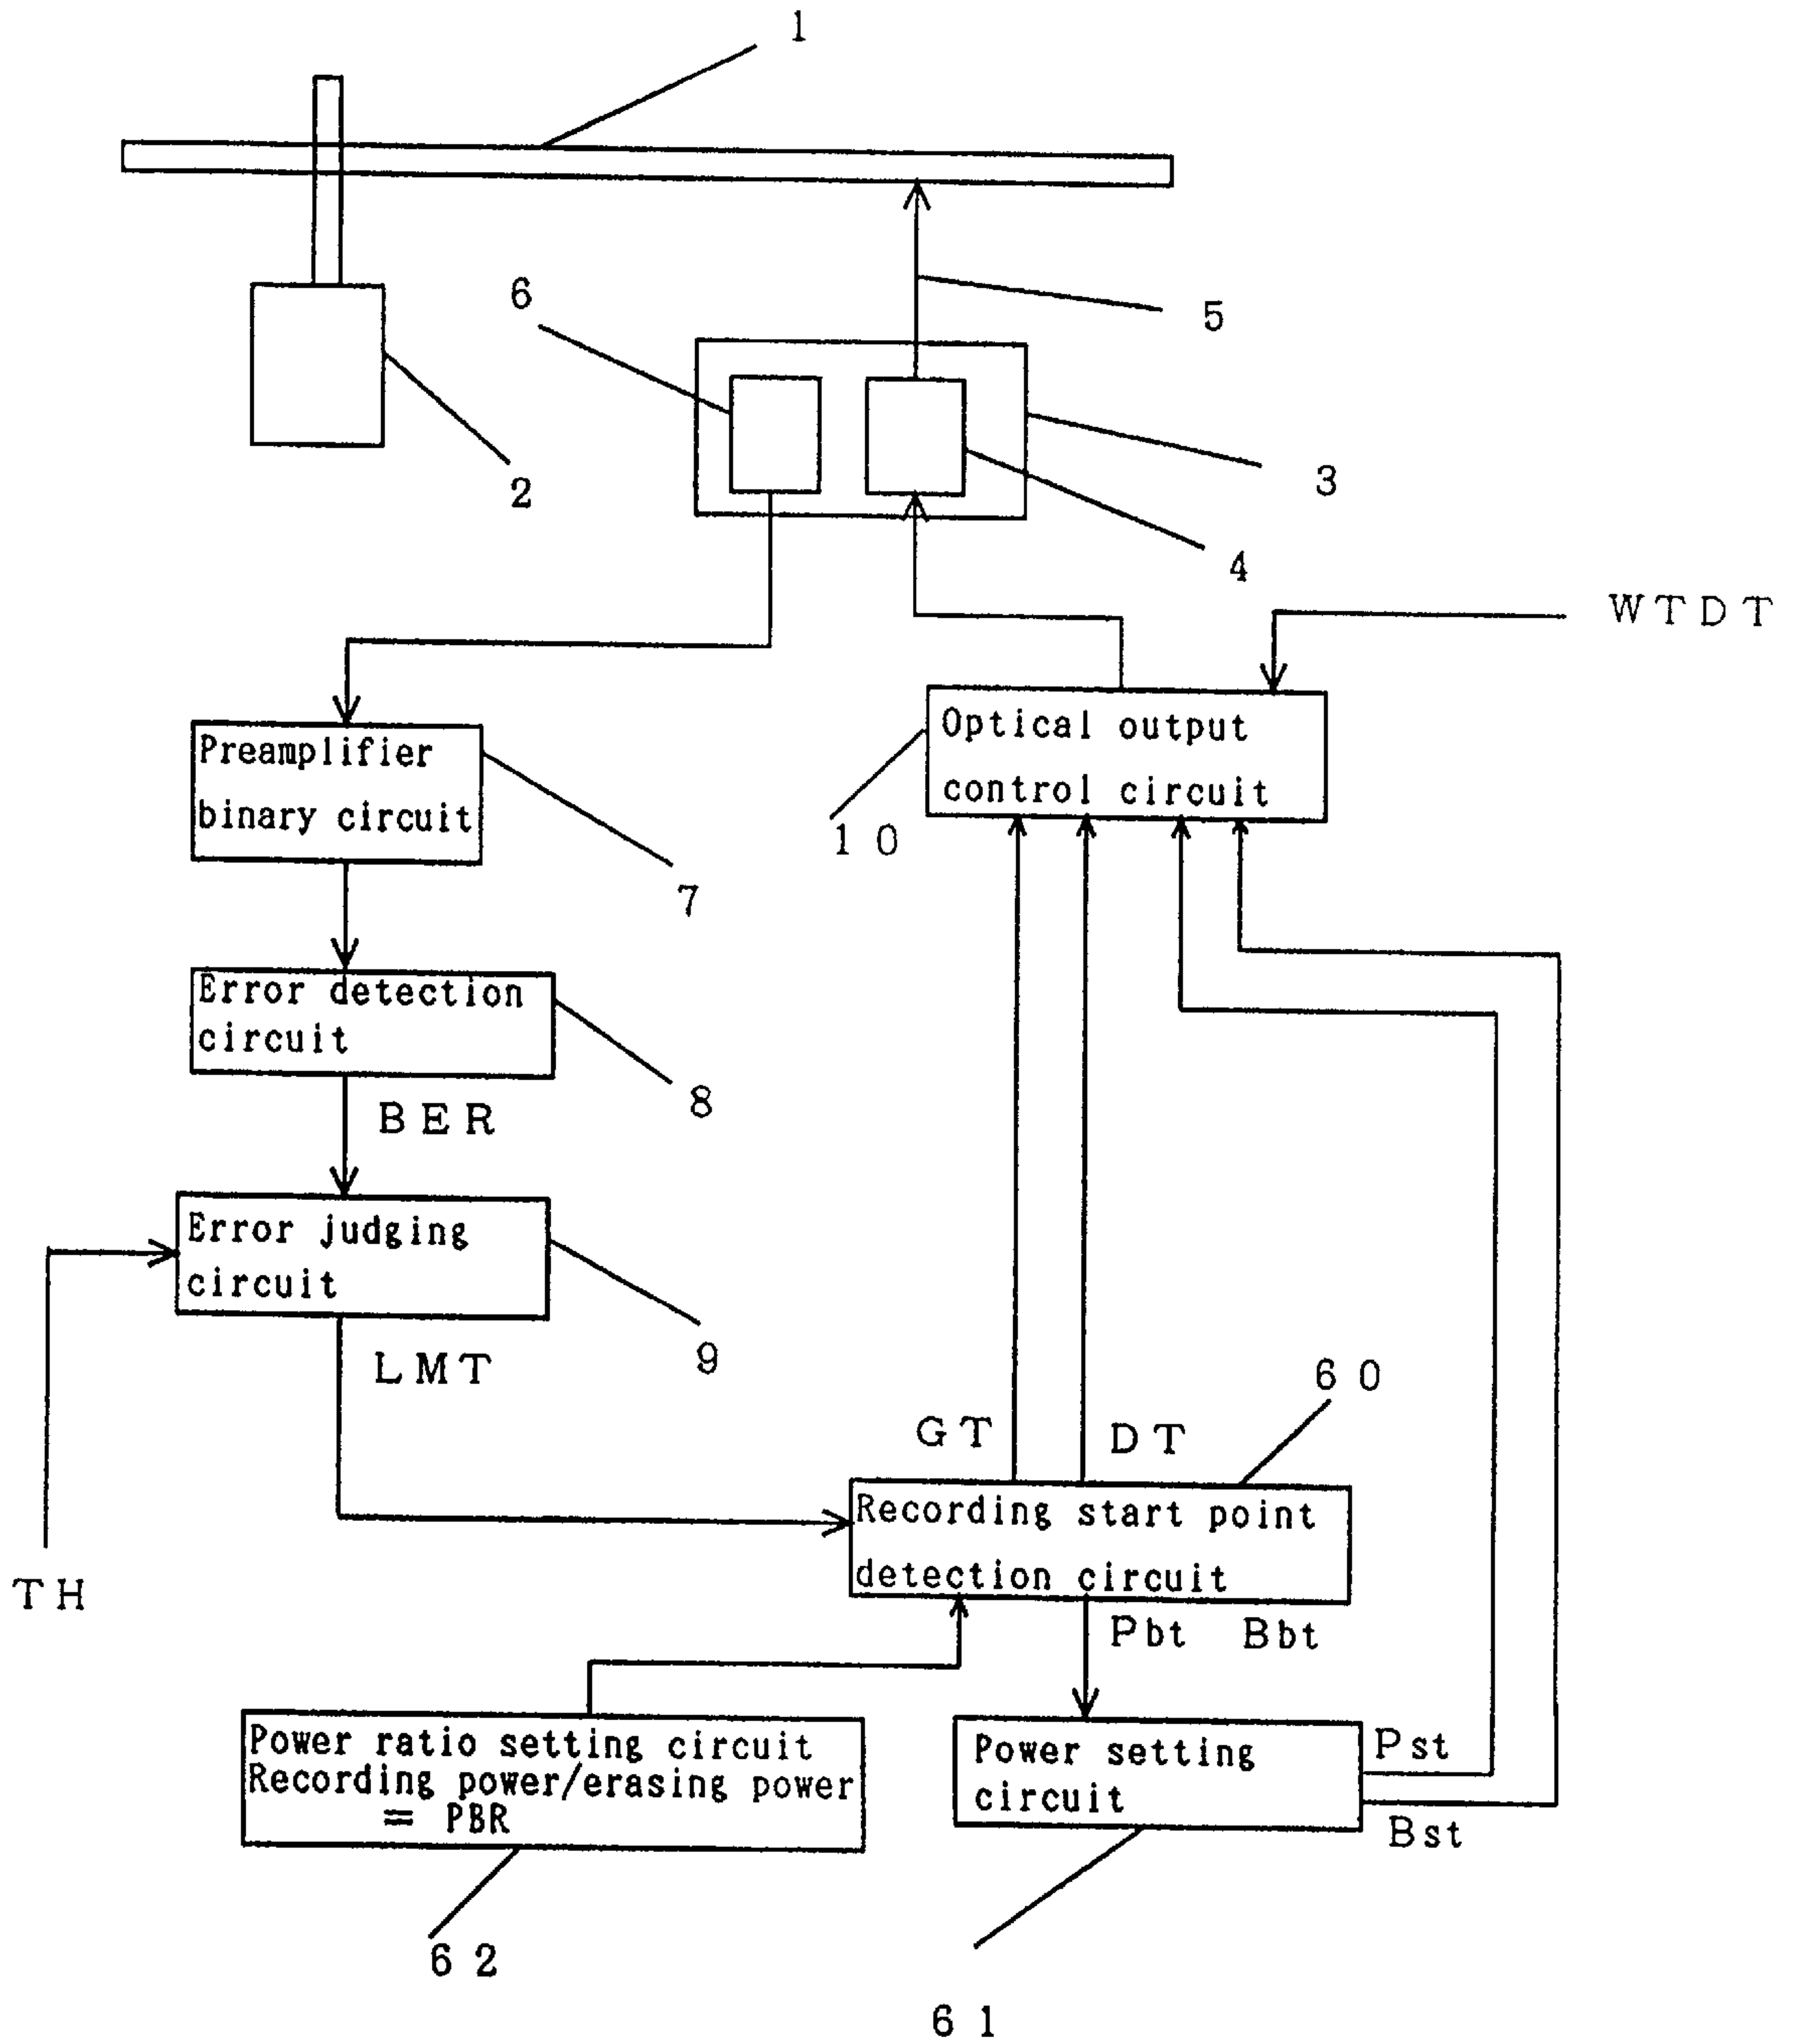 1
6
5
2
3
4
WTDT
Preamplifier
binary circuit
7
Optical output
control circuit
10
Error detection
circuit
8
BER
Error judging
circuit
9
LMT
TH
GT
DT
60
Recording start point
detection circuit
Pbt Bbt
Power ratio setting circuit
Recording power/erasing power
= PBR
62
Power setting
circuit
Pst
Bst
61